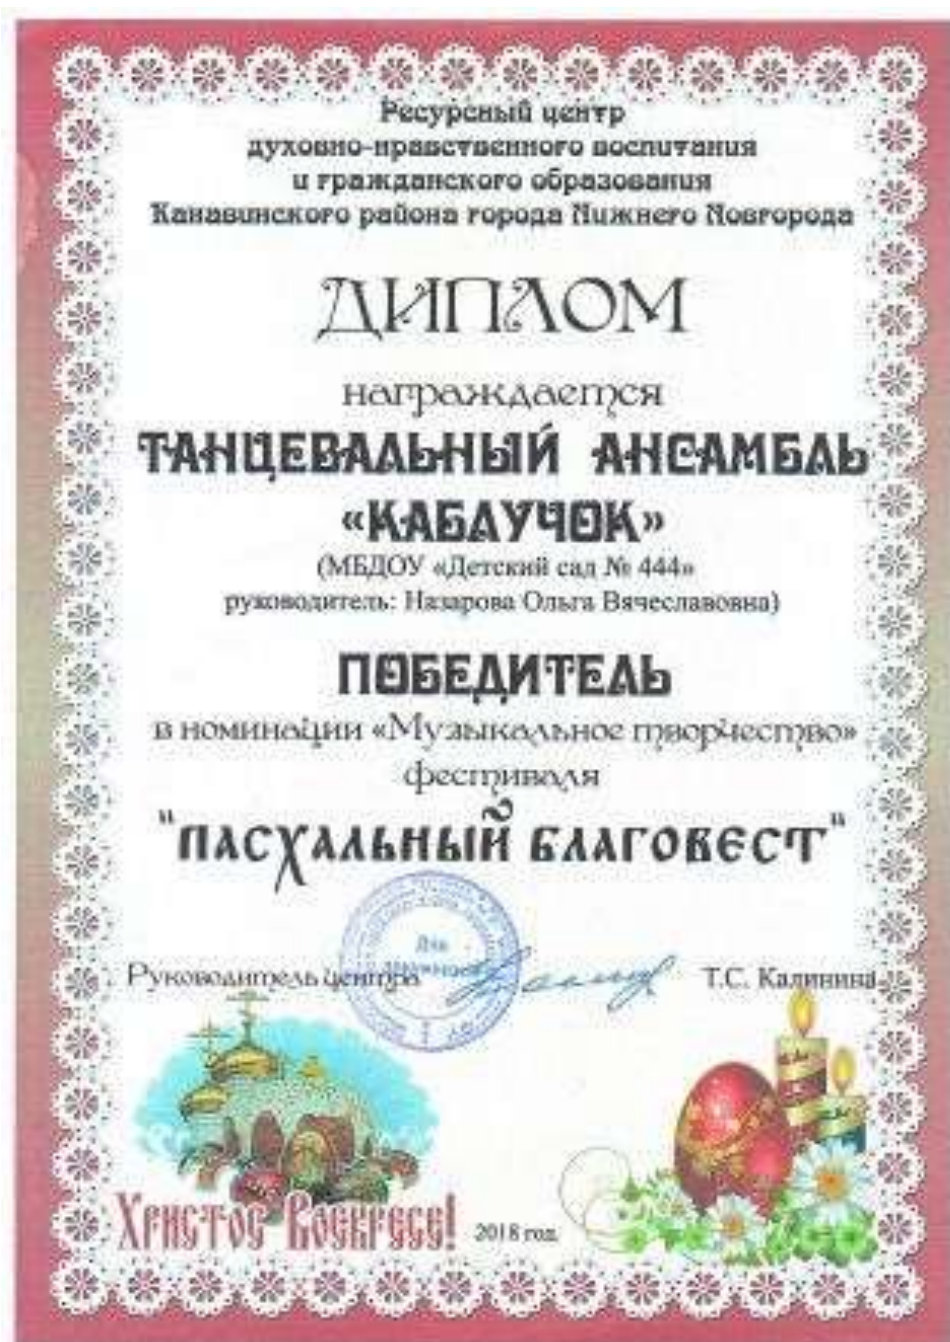 Ресурсный центр
духовно-нравственного воспитания
и гражданского образования
Канавинского района города Нижнего Новгорода
ДИПЛОМ
награждается
ТАНЦЕВАЛЬНЫЙ АНСАМБЛЬ
«КАБЛУЧОК»
(МБДОУ «Детский сад № 444»
руководитель: Назарова Ольга Вячеславовна)
ПОБЕДИТЕЛЬ
в номинации «Музыкальное творчество»
фестиваля
"ПАСХАЛЬНЫЙ БЛАГОВЕСТ"
Для
Руководитель центра Т.С. Калинина
Христос Воскресе! 2018 год